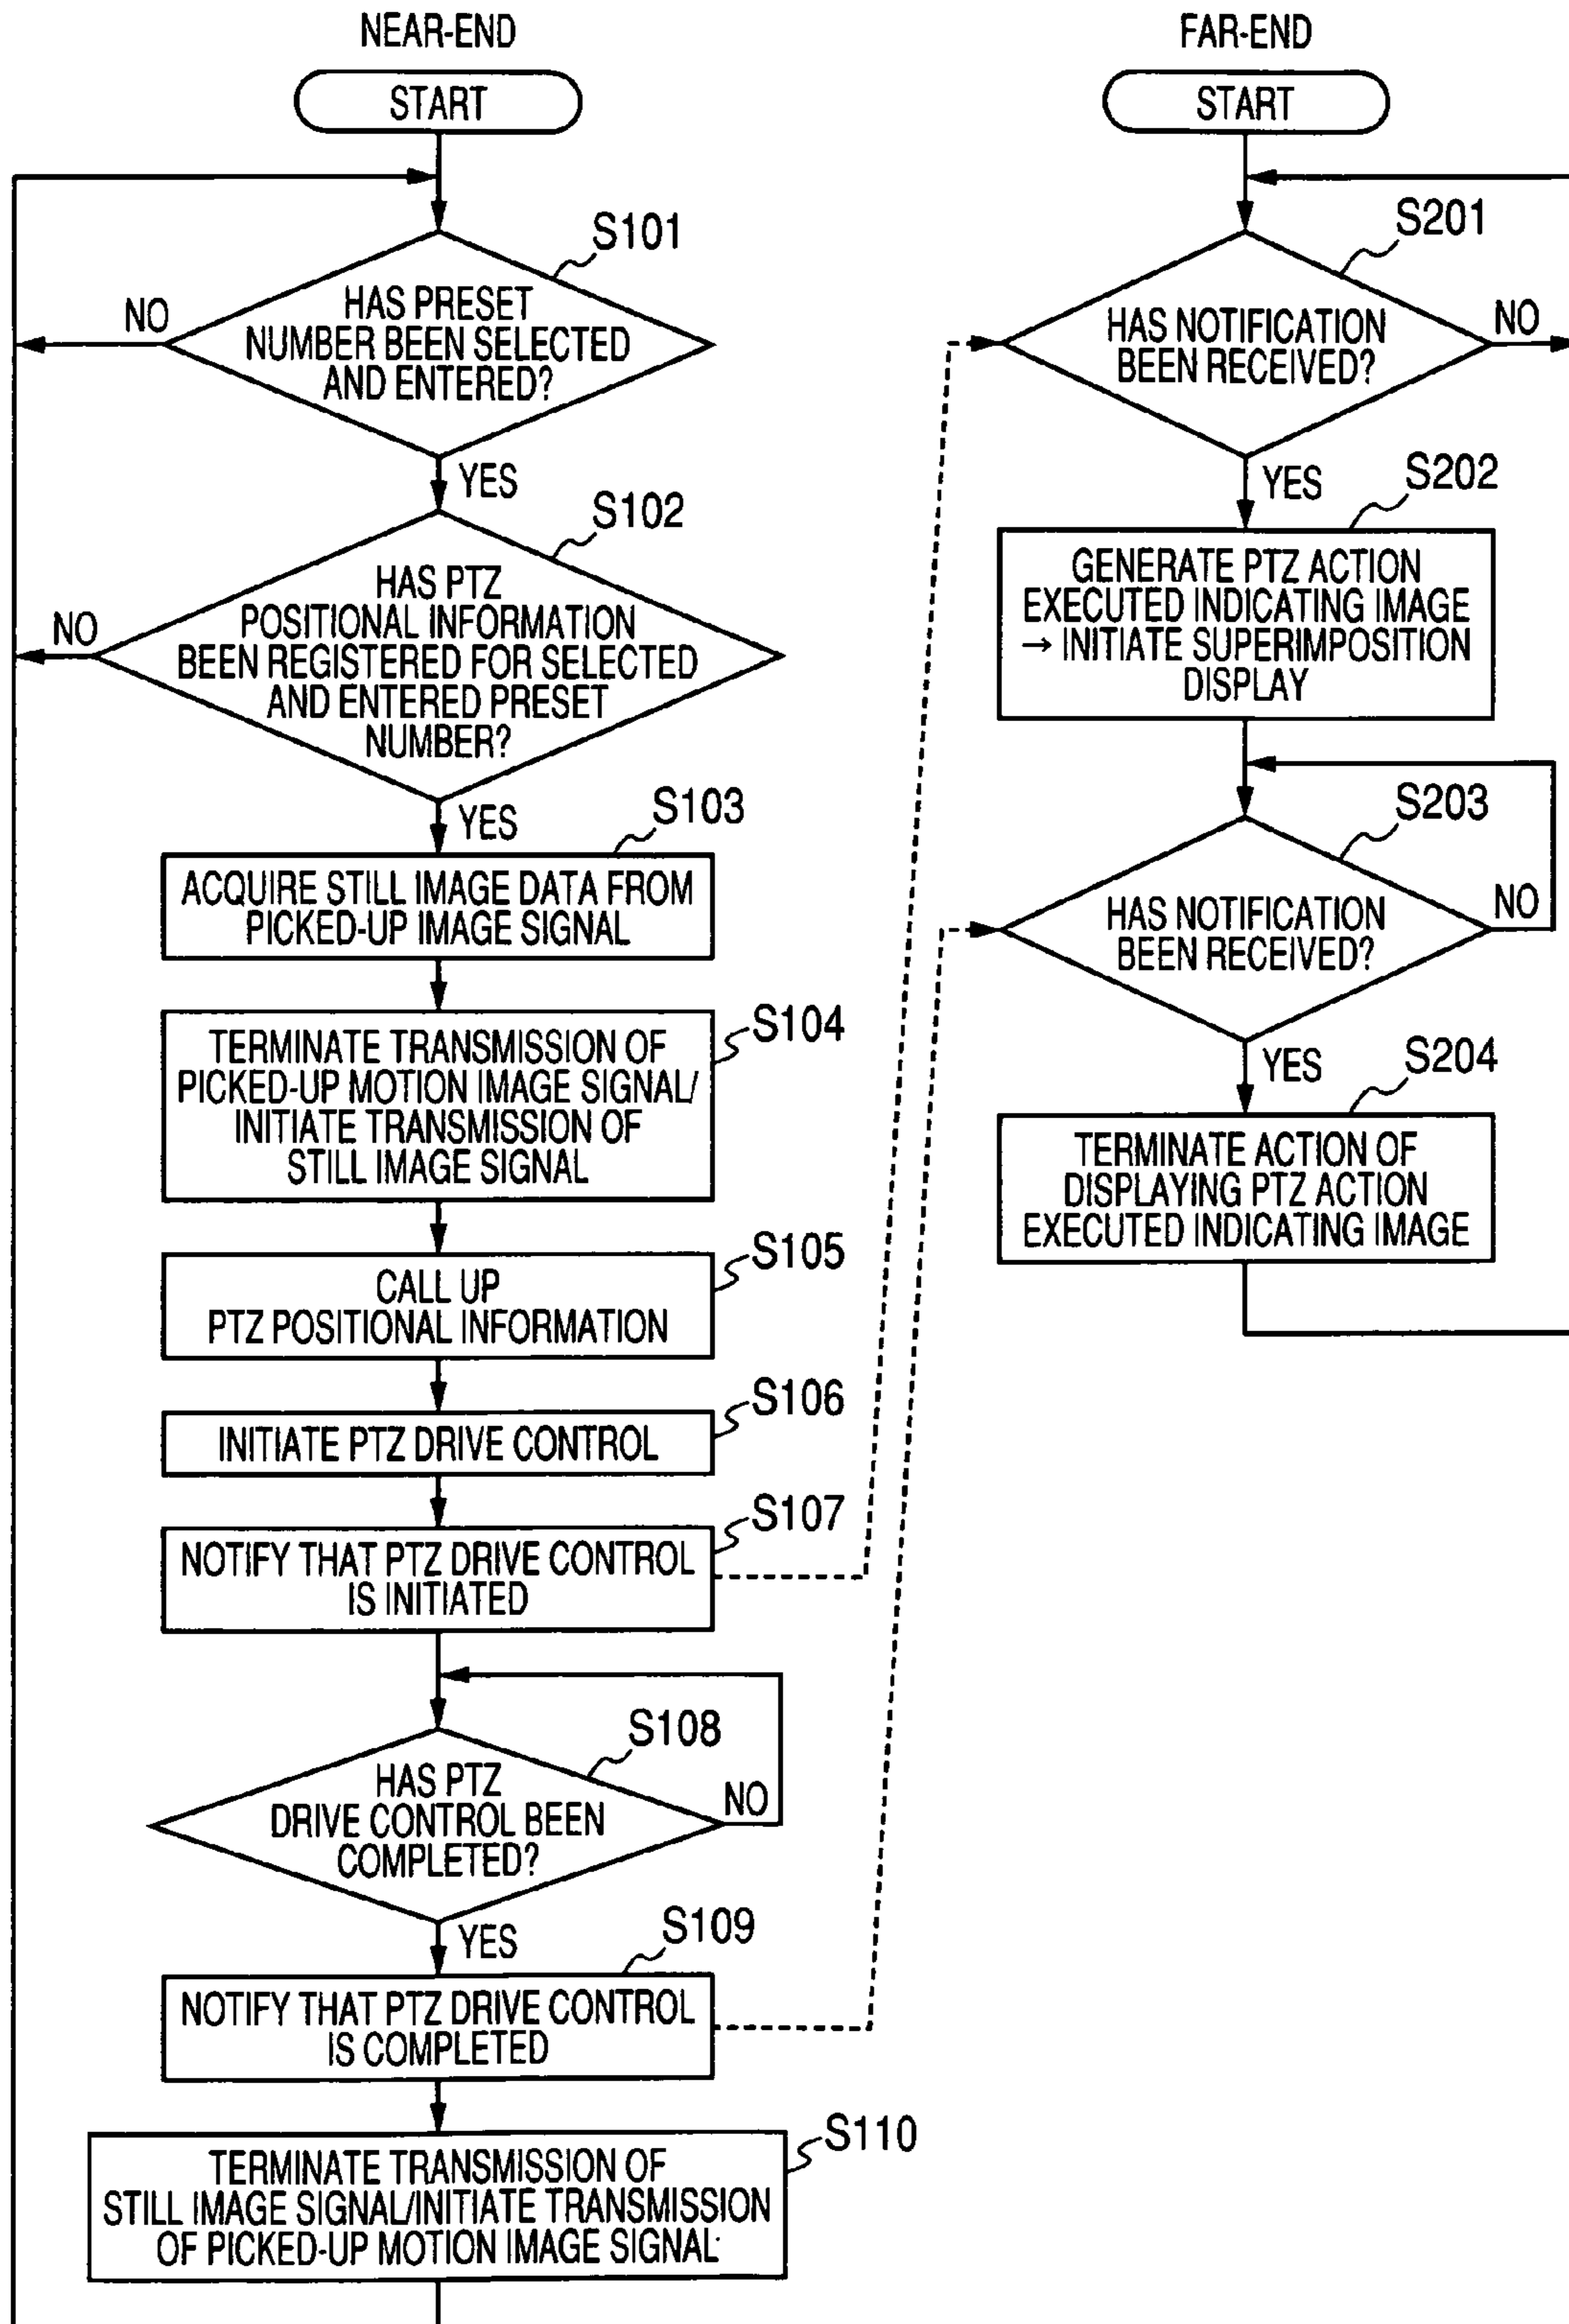 NEAR-END
START
S101
HAS PRESET
NUMBER BEEN SELECTED
AND ENTERED?
NO
YES
S102
HAS PTZ
POSITIONAL INFORMATION
BEEN REGISTERED FOR SELECTED
AND ENTERED PRESET
NUMBER?
NO
YES
S103
ACQUIRE STILL IMAGE DATA FROM
PICKED-UP IMAGE SIGNAL
S104
TERMINATE TRANSMISSION OF
PICKED-UP MOTION IMAGE SIGNAL/
INITIATE TRANSMISSION OF
STILL IMAGE SIGNAL
S105
CALL UP
PTZ POSITIONAL INFORMATION
S106
INITIATE PTZ DRIVE CONTROL
S107
NOTIFY THAT PTZ DRIVE CONTROL
IS INITIATED
S108
HAS PTZ
DRIVE CONTROL BEEN
COMPLETED?
NO
YES
S109
NOTIFY THAT PTZ DRIVE CONTROL
IS COMPLETED
S110
TERMINATE TRANSMISSION OF
STILL IMAGE SIGNAL/INITIATE TRANSMISSION
OF PICKED-UP MOTION IMAGE SIGNAL
FAR-END
START
S201
HAS NOTIFICATION
BEEN RECEIVED?
NO
YES
S202
GENERATE PTZ ACTION
EXECUTED INDICATING IMAGE
→ INITIATE SUPERIMPOSITION
DISPLAY
S203
HAS NOTIFICATION
BEEN RECEIVED?
NO
YES
S204
TERMINATE ACTION OF
DISPLAYING PTZ ACTION
EXECUTED INDICATING IMAGE